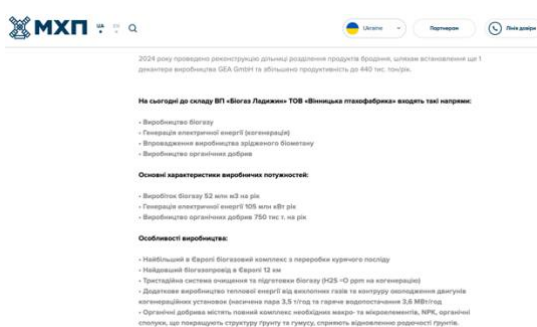 МХП UA EN Ukraine Партнерам Лінія довіри
2024 року проведено реконструкцію дільниці розділення продуктів бродіння, шляхом встановлення ще 1
декантера виробництва GEA GmbH та збільшено продуктивність до 440 тис. тон/рік.
На сьогодні до складу ВП «Біогаз Ладижин» ТОВ «Вінницька птахофабрика» входять такі напрями:
- Виробництво біогазу
- Генерація електричної енергії (когенерація)
- Впровадження виробництва зрідженого біометану
- Виробництво органічних добрив
Основні характеристики виробничих потужностей:
- Виробіток біогазу 52 млн м3 на рік
- Генерація електричної енергії 105 млн кВт рік
- Виробництво органічних добрив 750 тис т. на рік
Особливості виробництва:
- Найбільший в Європі біогазовий комплекс з переробки курячого посліду
- Найдовший біогазопровід в Європі 12 км
- Тристадійна система очищення та підготовки біогазу (H2S ~0 ppm на когенерацію)
- Додаткове виробництво теплової енергії від вихлопних газів та контруру охолодження двигунів
когенераційних установок (насичена пара 3,5 т/год та гаряче водопостачання 3,6 МВт/год
- Органічні добрива містять повний комплекс необхідних макро- та мікроелементів, NPK, органічні
сполуки, що покращують структуру ґрунту та гумусу, сприяють відновленню родючості ґрунтів.